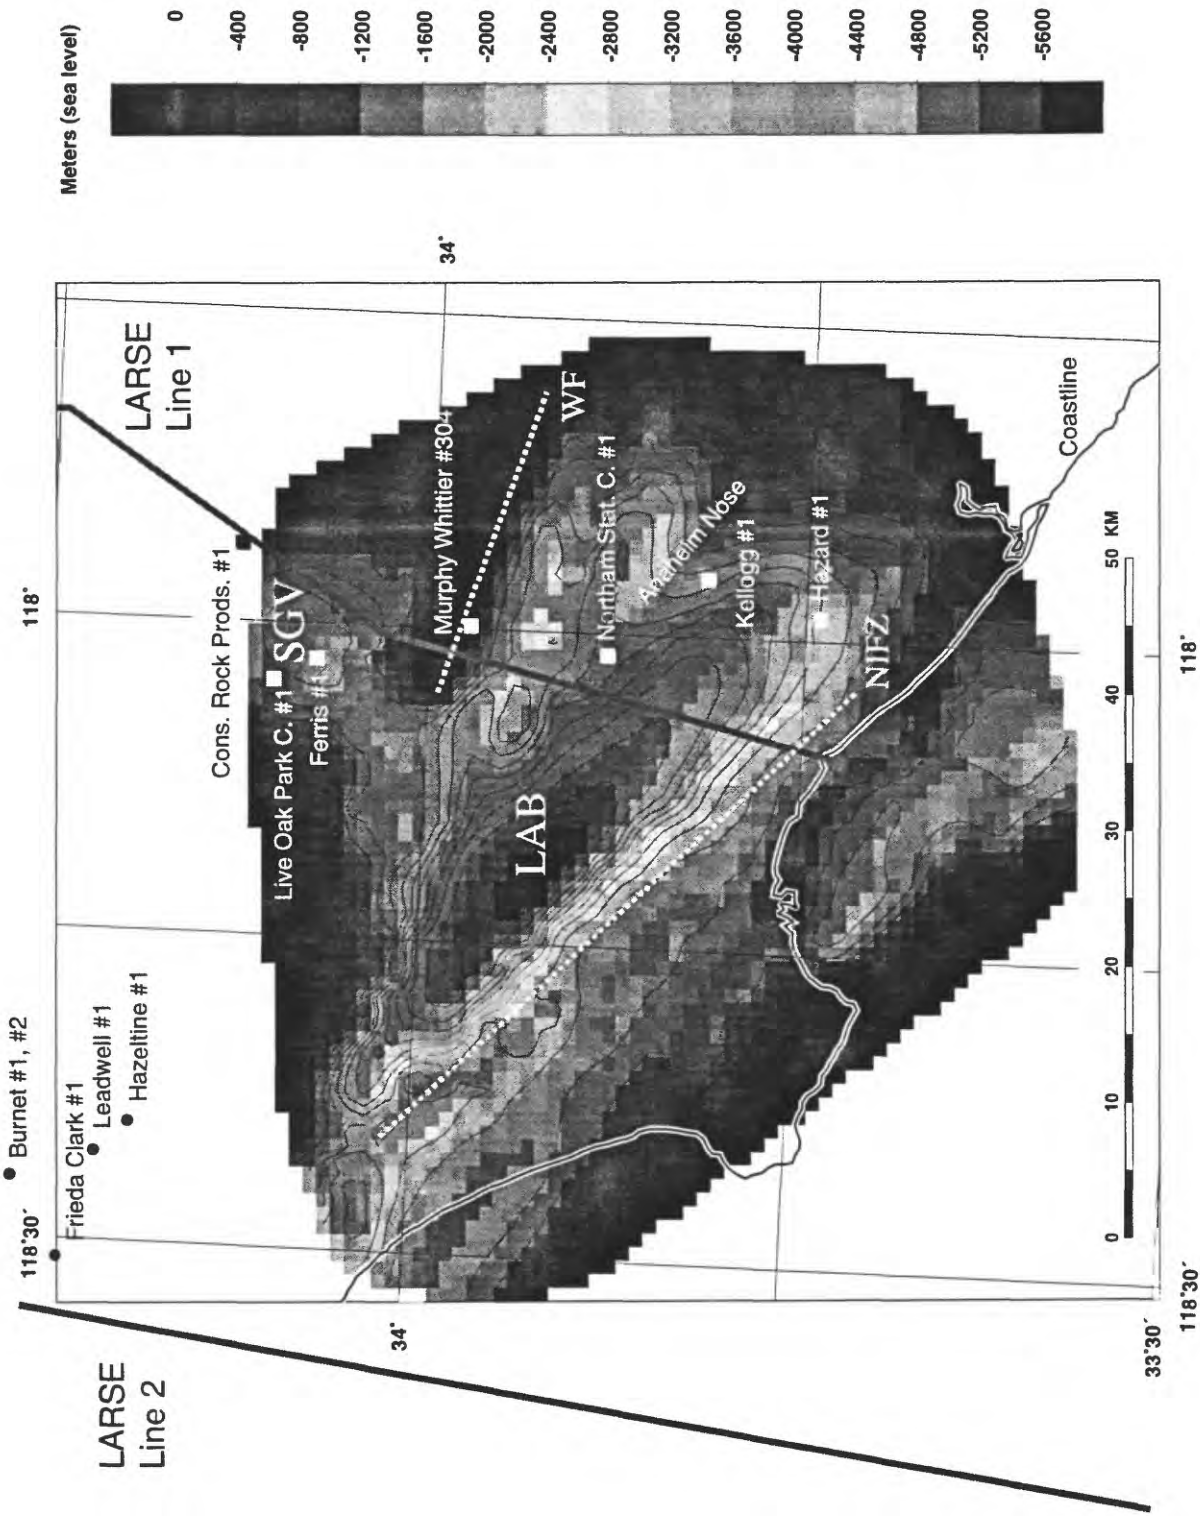 Meters (sea level)
0
-400
-800
-1200
-1600
-2000
-2400
-2800
-3200
-3600
-4000
-4400
-4800
-5200
-5600
LARSE
Line 1
LARSE
Line 2
118°30´
118°
34°
34°
33°30´
118°30´
118°
Burnet #1, #2
Frieda Clark #1
Leadwell #1
Hazeltine #1
Cons. Rock Prods. #1
Live Oak Park C. #1
SGV
Ferris #1
Murphy Whittier #304
WF
Northam Stat. C. #1
Anaheim Nose
Kellogg #1
Hazard #1
LAB
NIFZ
Coastline
0
10
20
30
40
50 KM